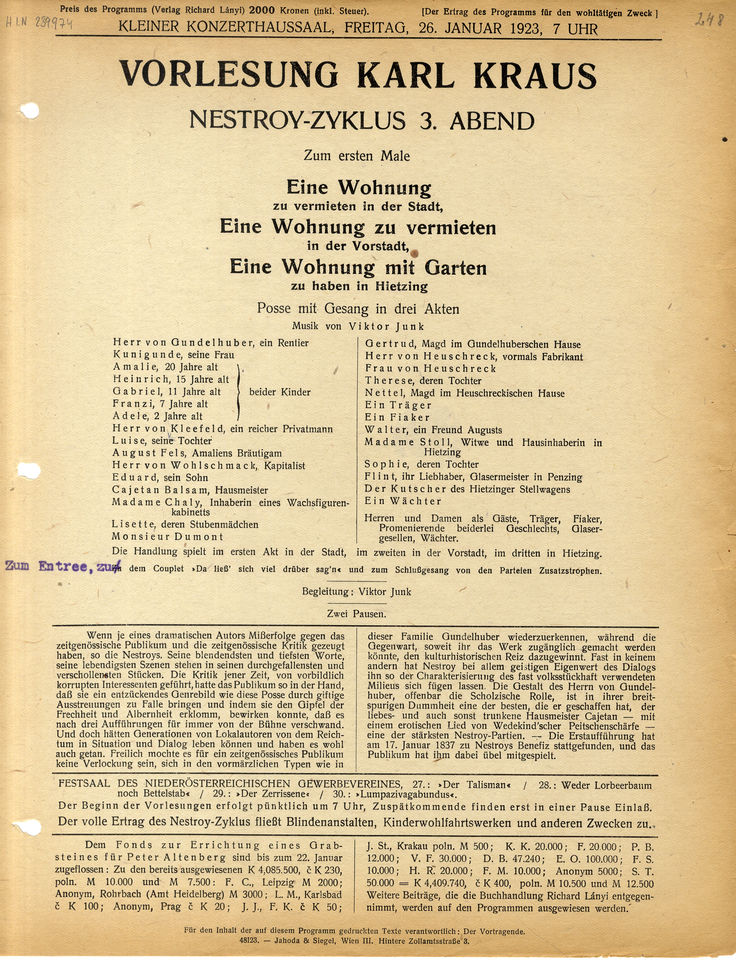 H.I.N 239974
248
Preis des Programms (Verlag Richard Lányi) 2000 Kronen (inkl. Steuer). [Der Ertrag des Programms für den wohltätigen Zweck]
KLEINER KONZERTHAUSSAAL, FREITAG, 26. JANUAR 1923, 7 UHR
VORLESUNG KARL KRAUS
NESTROY-ZYKLUS 3. ABEND
Zum ersten Male
Eine Wohnung
zu vermieten in der Stadt,
Eine Wohnung zu vermieten
in der Vorstadt,
Eine Wohnung mit Garten
zu haben in Hietzing
Posse mit Gesang in drei Akten
Musik von Viktor Junk
Herr von Gundelhuber, ein Rentier
Kunigunde, seine Frau
Amalie, 20 Jahre alt
Heinrich, 15 Jahre alt
Gabriel, 11 Jahre alt
Franzi, 7 Jahre alt
Adele, 2 Jahre alt
beider Kinder
Herr von Kleefeld, ein reicher Privatmann
Luise, seine Tochter
August Fels, Amaliens Bräutigam
Herr von Wohlschmack, Kapitalist
Eduard, sein Sohn
Cajetan Balsam, Hausmeister
Madame Chaly, Inhaberin eines Wachsfiguren-
kabinetts
Lisette, deren Stubenmädchen
Monsieur Dumont
Gertrud, Magd im Gundelhuberschen Hause
Herr von Heuschreck, vormals Fabrikant
Frau von Heuschreck
Therese, deren Tochter
Nettel, Magd im Heuschreckischen Hause
Ein Träger
Ein Fiaker
Walter, ein Freund Augusts
Madame Stoll, Witwe und Hausinhaberin in
Hietzing
Sophie, deren Tochter
Flint, ihr Liebhaber, Glasermeister in Penzing
Der Kutscher des Hietzinger Stellwagens
Ein Wächter
Herren und Damen als Gäste, Träger, Fiaker,
Promenierende beiderlei Geschlechts, Glaser-
gesellen, Wächter.
Die Handlung spielt im ersten Akt in der Stadt, im zweiten in der Vorstadt, im dritten in Hietzing.
Zum Entree, zu dem Couplet »Da ließ' sich viel drüber sag'n« und zum Schlußgesang von den Parteien Zusatzstrophen.
Begleitung: Viktor Junk
Zwei Pausen.
Wenn je eines dramatischen Autors Mißerfolge gegen das
zeitgenössische Publikum und die zeitgenössische Kritik gezeugt
haben, so die Nestroys. Seine blendendsten und tiefsten Worte,
seine lebendigsten Szenen stehen in seinen durchgefallensten und
verschollensten Stücken. Die Kritik jener Zeit, von vorbildlich
korrupten Interessenten geführt, hatte das Publikum so in der Hand,
daß sie ein entzückendes Genrebild wie diese Posse durch giftige
Ausstreuungen zu Falle bringen und indem sie den Gipfel der
Frechheit und Albernheit erklomm, bewirken konnte, daß es
nach drei Aufführungen für immer von der Bühne verschwand.
Und doch hätten Generationen von Lokalautoren von dem Reich-
tum in Situation und Dialog leben können und haben es wohl
auch getan. Freilich mochte es für ein zeitgenössisches Publikum
keine Verlockung sein, sich in den vormärzlichen Typen wie in
dieser Familie Gundelhuber wiederzuerkennen, während die
Gegenwart, soweit ihr das Werk zugänglich gemacht werden
könnte, den kulturhistorischen Reiz dazugewinnt. Fast in keinem
andern hat Nestroy bei allem geistigen Eigenwert des Dialogs
ihn so der Charakterisierung des fast volksstückhaft verwendeten
Milieus sich fügen lassen. Die Gestalt des Herrn von Gundel-
huber, offenbar die Scholzische Rolle, ist in ihrer breit-
spurigen Dummheit eine der besten, die er geschaffen hat, der
liebes- und auch sonst trunkene Hausmeister Cajetan — mit
einem erotischen Lied von Wedekind'scher Peitschenschärfe —
eine der stärksten Nestroy-Partien. — Die Erstaufführung hat
am 17. Januar 1837 zu Nestroys Benefiz stattgefunden, und das
Publikum hat ihm dabei übel mitgespielt.
FESTSAAL DES NIEDERÖSTERREICHISCHEN GEWERBEVEREINES, 27.: »Der Talisman« / 28.: Weder Lorbeerbaum
noch Bettelstab« / 29.: »Der Zerrissene« / 30.: »Lumpazivagabundus«.
Der Beginn der Vorlesungen erfolgt pünktlich um 7 Uhr, Zuspätkommende finden erst in einer Pause Einlaß.
Der volle Ertrag des Nestroy-Zyklus fließt Blindenanstalten, Kinderwohlfahrtswerken und anderen Zwecken zu.
Dem Fonds zur Errichtung eines Grab-
steines für Peter Altenberg sind bis zum 22. Januar
zugeflossen: Zu den bereits ausgewiesenen K 4,085.500, č K 230,
poln. M 10.000 und M 7.500: F. C., Leipzig M 2000;
Anonym, Rohrbach (Amt Heidelberg) M 3000; L. M., Karlsbad
č K 100; Anonym, Prag č K 20; J. J., F. K. č K 50;
J. St., Krakau poln. M 500; K. K. 20.000; F. 20.000; P. B.
12.000; V. F. 30.000; D. B. 47.240; E. O. 100.000; F. S.
10.000; H. R. 20.000; F. M. 10.000; Anonym 5000; S. T.
50.000 = K 4,409.740, č K 400, poln. M 10.500 und M 12.500
Weitere Beiträge, die die Buchhandlung Richard Lányi entgegen-
nimmt, werden auf den Programmen ausgewiesen werden.
Für den Inhalt der auf diesem Programm gedruckten Texte verantwortlich: Der Vortragende.
48123. — Jahoda & Siegel, Wien III. Hintere Zollamtsstraße 3.